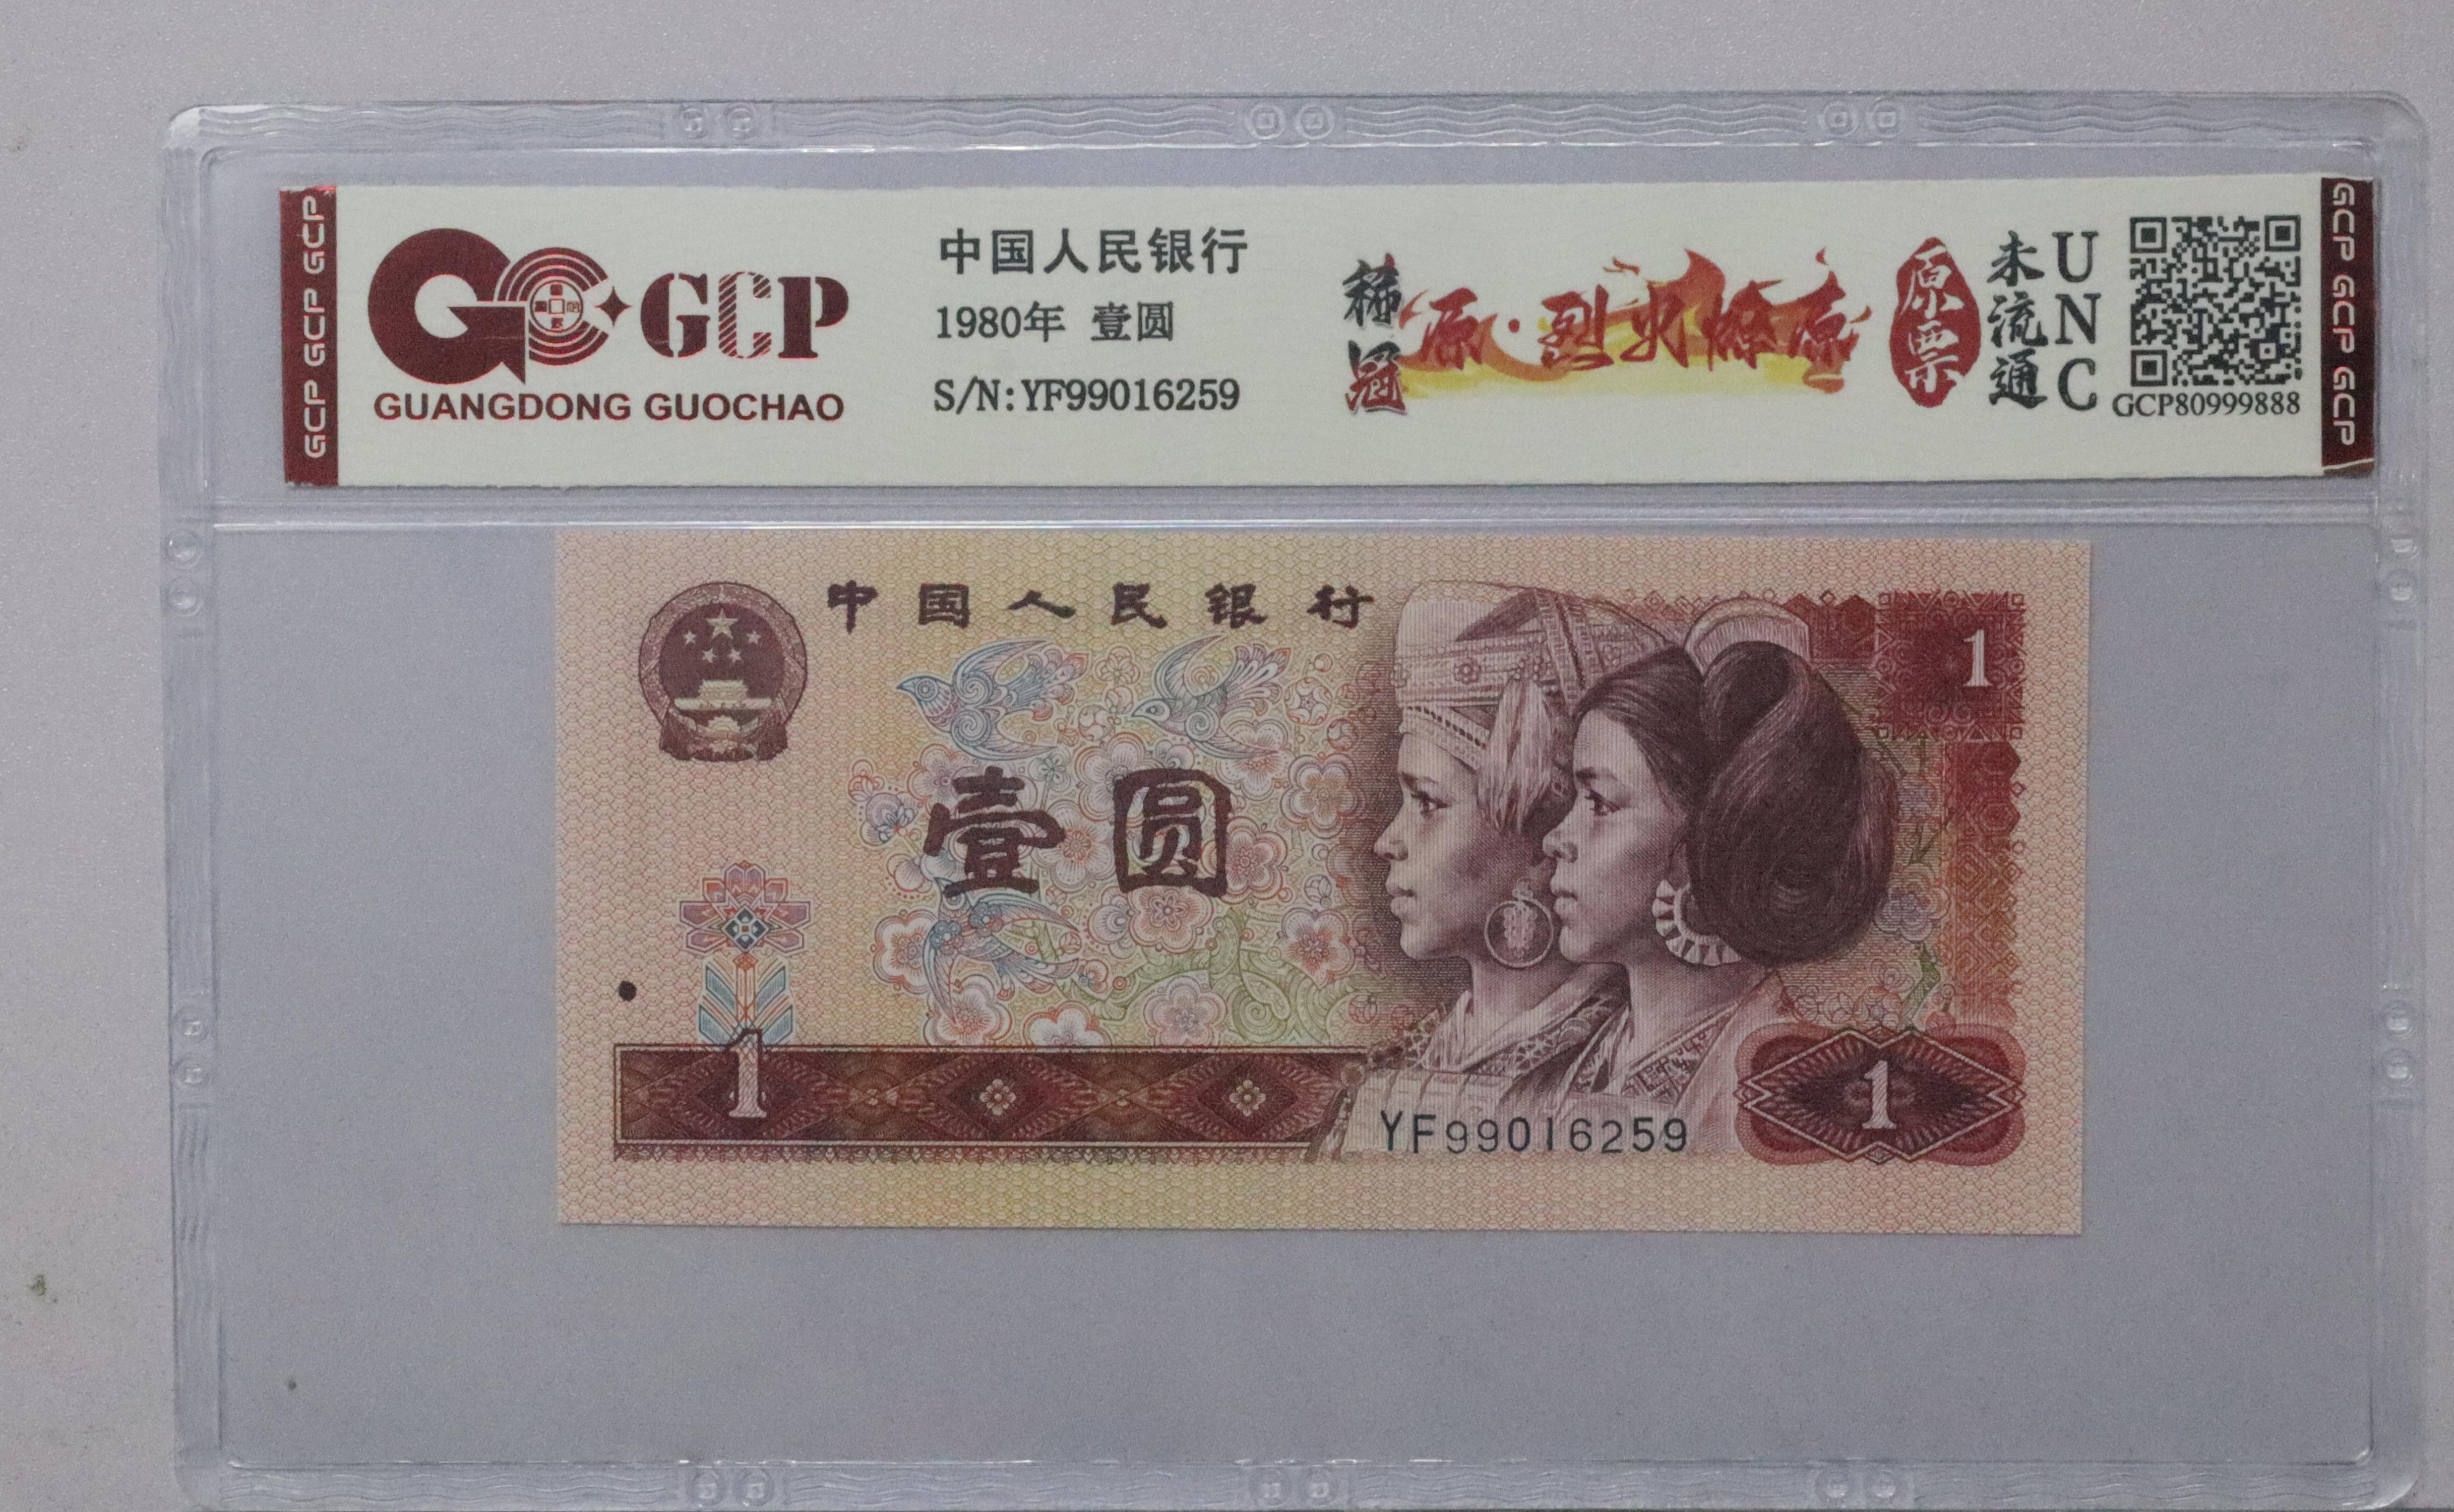 GCP GCP GCP
GCP
GUANGDONG GUOCHAO
中国人民银行
1980年 壹圆
S/N:YF99016259
稀冠
原·烈火燎原
原票
未流通
UNC
GCP80999888
GCP GCP GCP
中国人民银行
1
壹圆
1
YF99016259
1